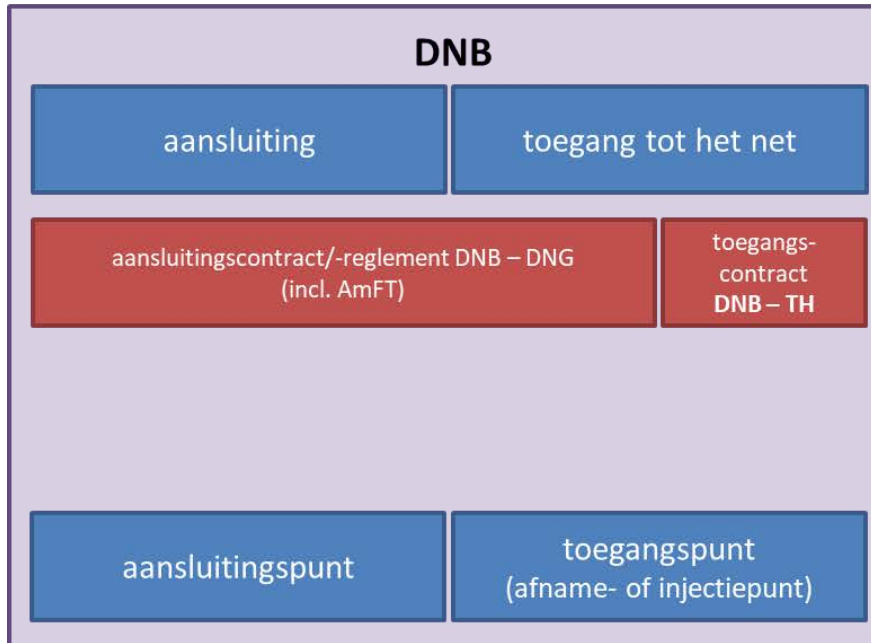 DNB
aansluiting
toegang tot het net
aansluitingscontract/-reglement DNB – DNG
(incl. AmFT)
toegangs-
contract
DNB – TH
aansluitingspunt
toegangspunt
(afname- of injectiepunt)